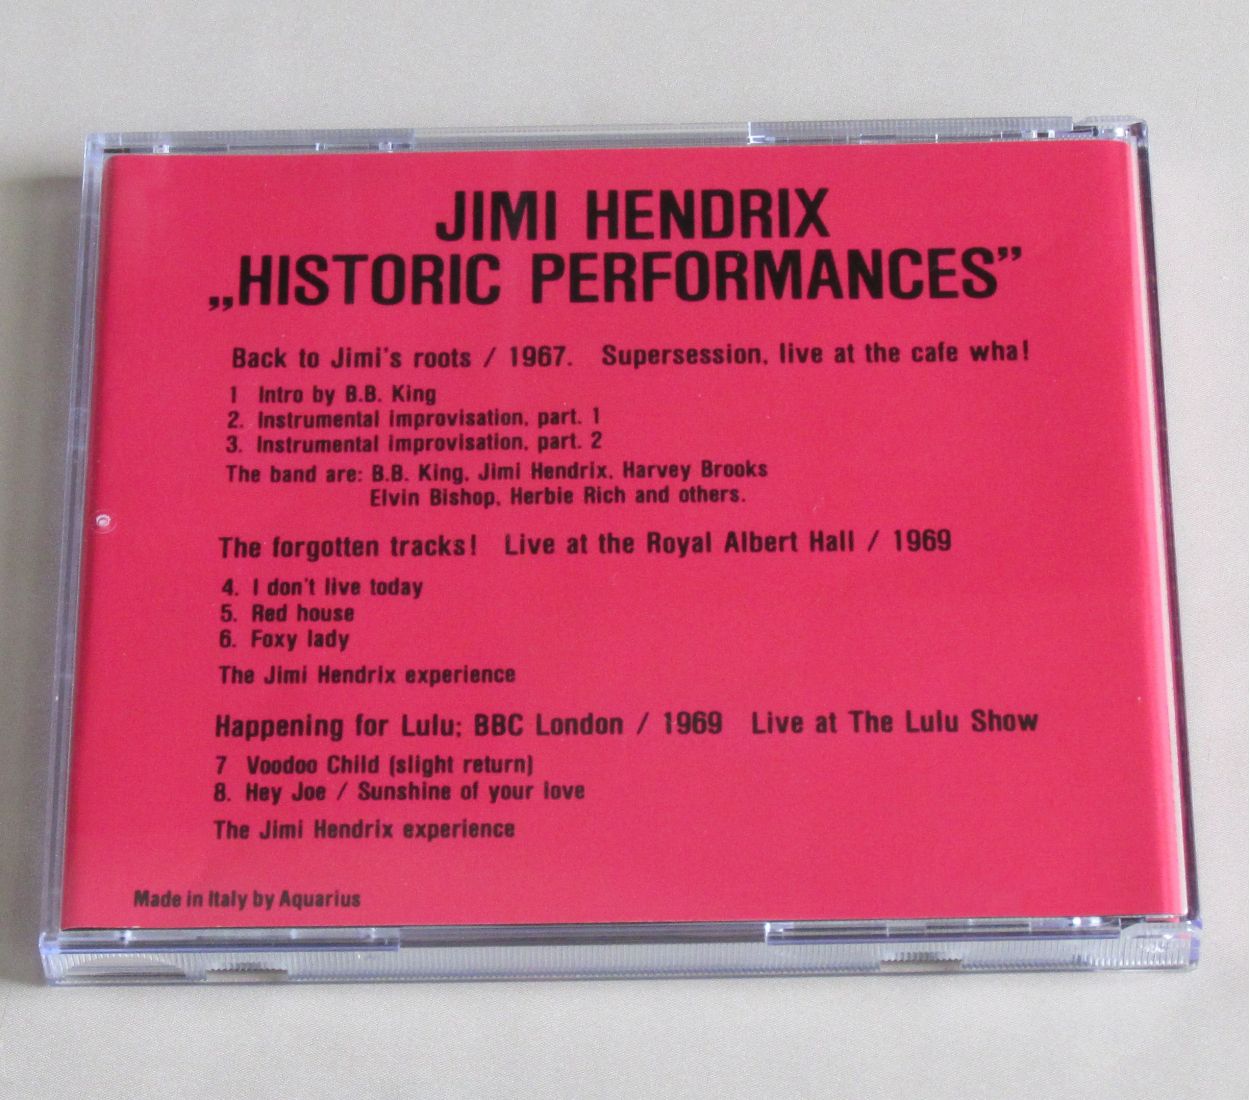 JIMI HENDRIX
„HISTORIC PERFORMANCES”
Back to Jimi's roots / 1967. Supersession, live at the cafe wha!
1 Intro by B.B. King
2. Instrumental improvisation, part. 1
3. Instrumental improvisation, part. 2
The band are: B.B. King, Jimi Hendrix, Harvey Brooks
Elvin Bishop, Herbie Rich and others.
The forgotten tracks! Live at the Royal Albert Hall / 1969
4. I don't live today
5. Red house
6. Foxy lady
The Jimi Hendrix experience
Happening for Lulu; BBC London / 1969 Live at The Lulu Show
7 Voodoo Child (slight return)
8. Hey Joe / Sunshine of your love
The Jimi Hendrix experience
Made in Italy by Aquarius